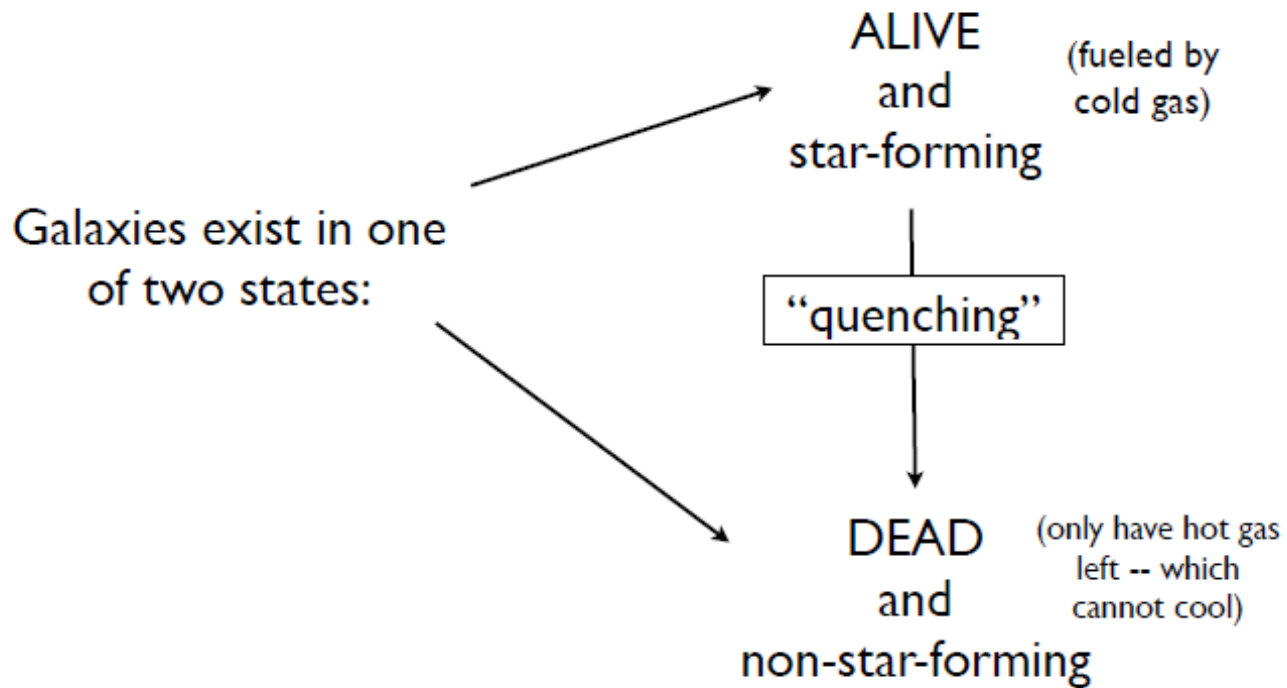 ALIVE
and
star-forming
(fueled by
cold gas)
Galaxies exist in one
of two states:
“quenching”
DEAD
and
non-star-forming
(only have hot gas
left -- which
cannot cool)